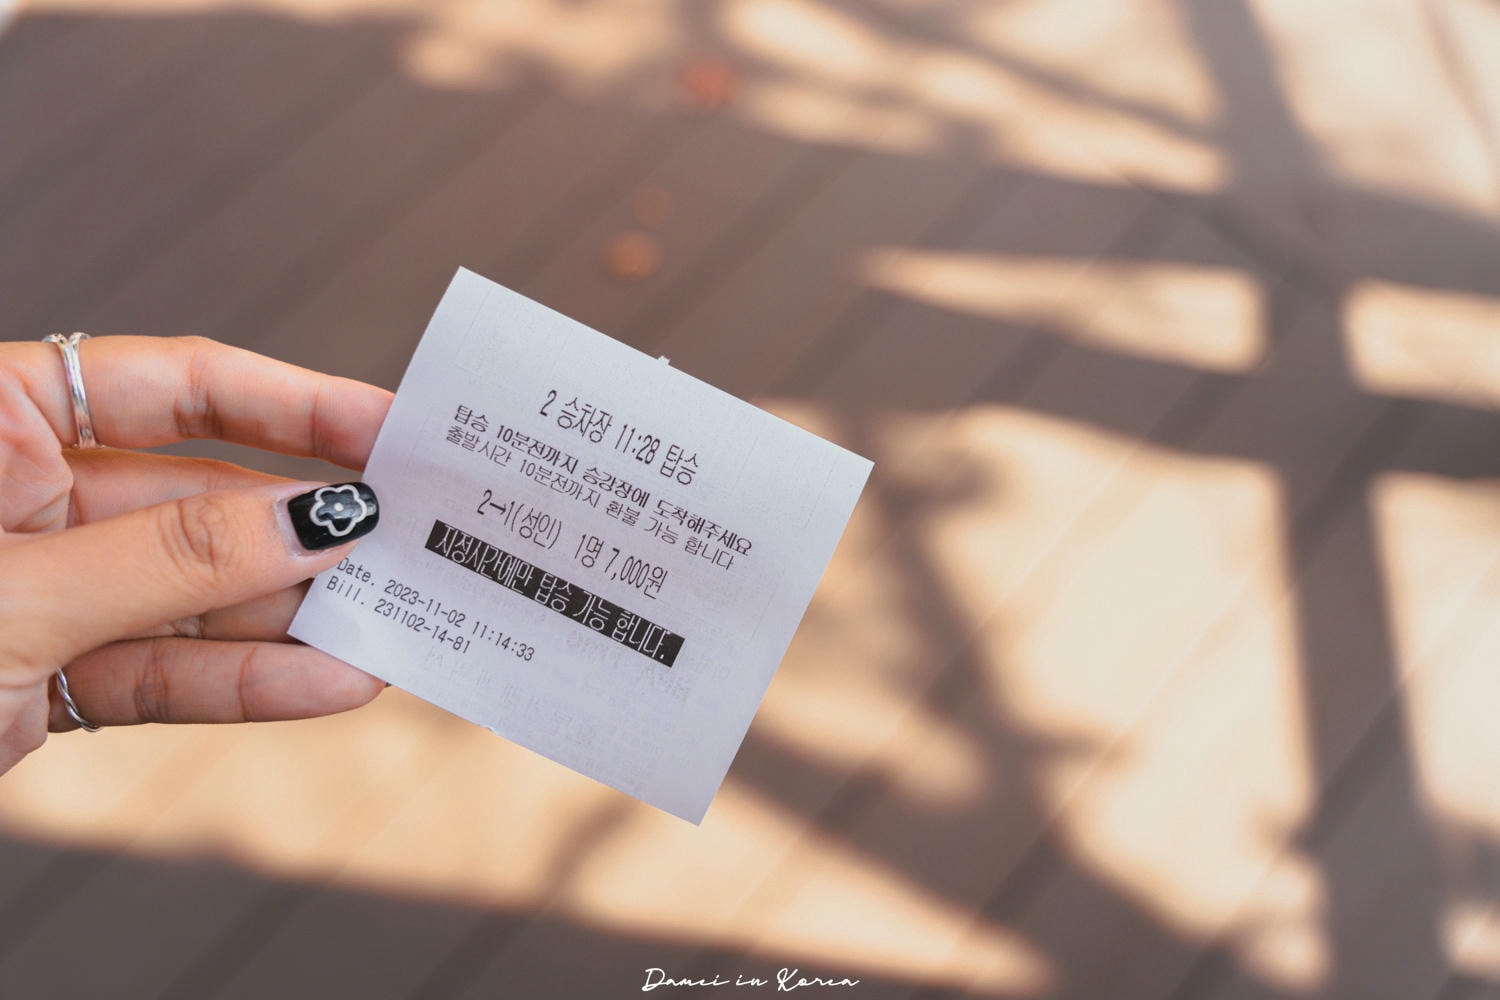 2 승차장 11:28 탑승
탑승 10분전까지 승강장에 도착해주세요
출발시간 10분전까지 환불 가능 합니다
2→1(성인) 1명 7,000원
지정시간에만 탑승 가능 합니다.
Date. 2023-11-02 11:14:33
Bill. 231102-14-81
Damei in Korea